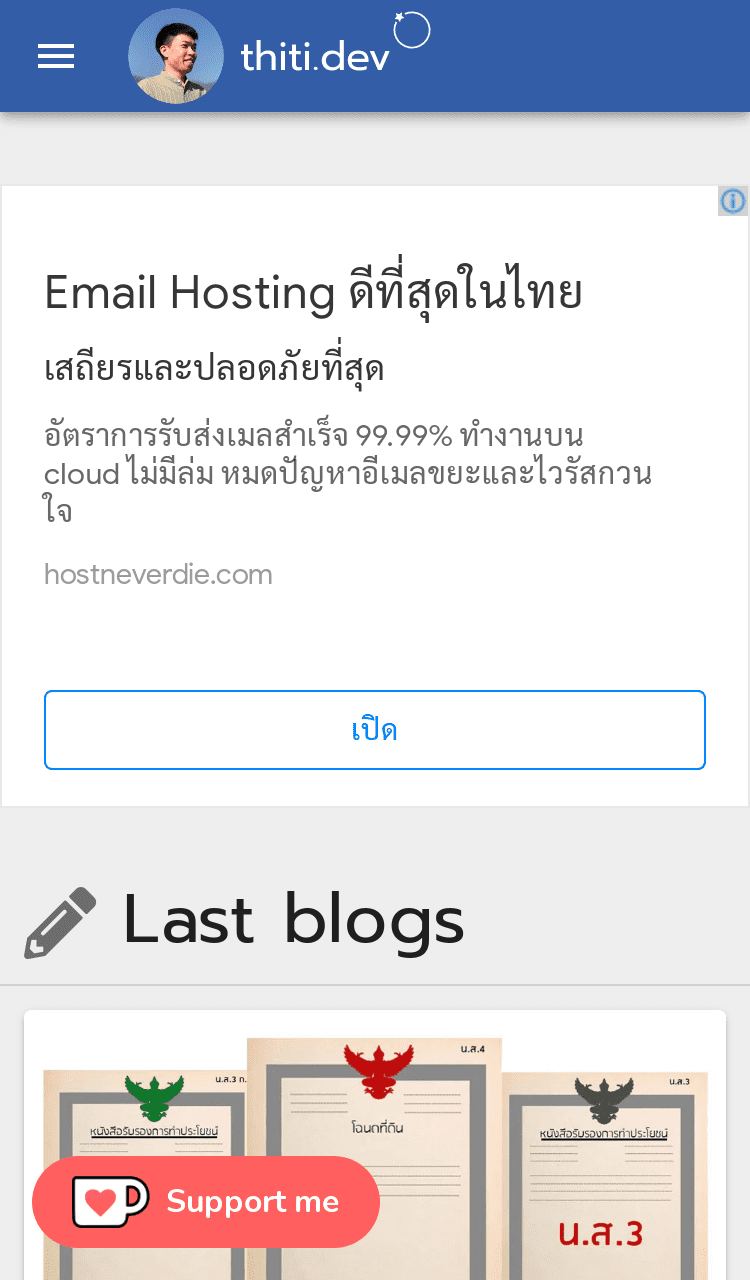 thiti.dev
Email Hosting ดีที่สุดในไทย
เสถียรและปลอดภัยที่สุด
อัตราการรับส่งเมลสำเร็จ 99.99% ทำงานบน
cloud ไม่มีล่ม หมดปัญหาอีเมลขยะและไวรัสกวน
ใจ
hostneverdie.com
เปิด
Last blogs
น.ส.3 ก.
หนังสือรับรองการทำประโยชน์
น.ส.4
โฉนดที่ดิน
น.ส.3
หนังสือรับรองการทำประโยชน์
น.ส.3
Support me